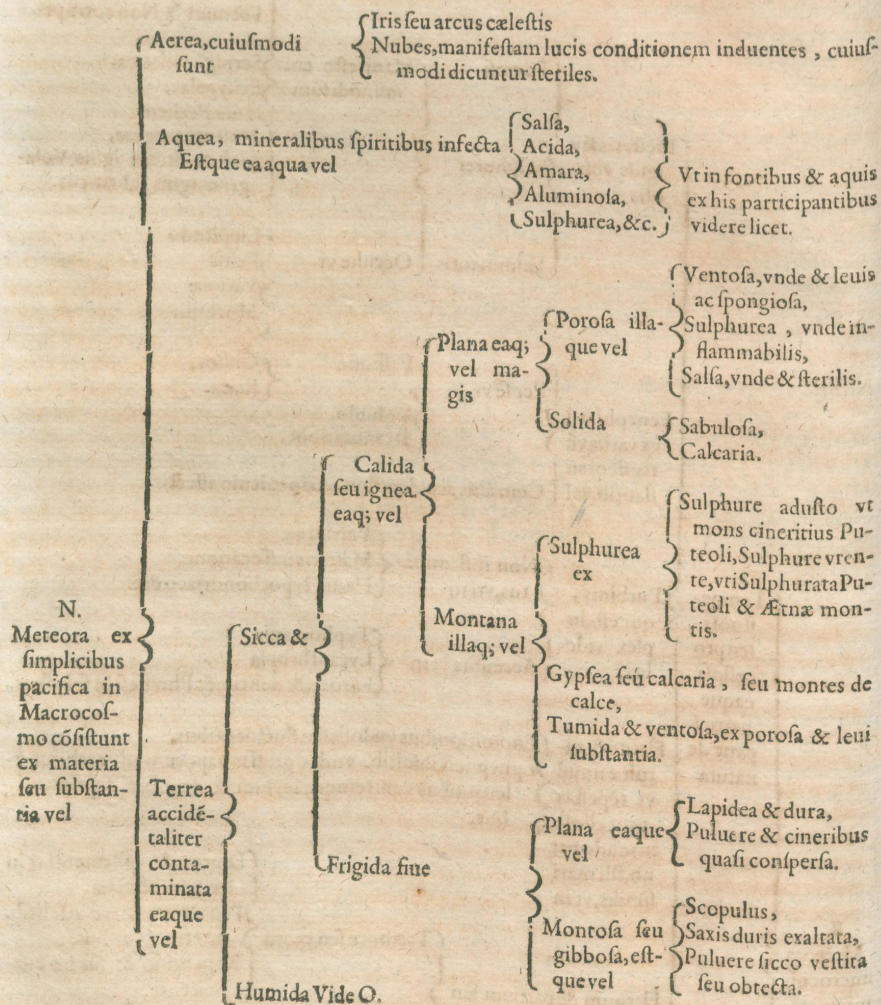 N.
Meteora ex
simplicibus
pacifica in
Macrocoſ-
mo cõſiſtunt
ex materia
ſeu ſubſtan-
tia vel
Aerea, cuiuſmodi
ſunt
Iris ſeu arcus cæleſtis
Nubes, manifeſtam lucis conditionem induentes, cuiuſ-
modi dicuntur ſteriles.
Aquea, mineralibus ſpiritibus infecta
Eſtque ea aqua vel
Salſa,
Acida,
Amara,
Aluminoſa,
Sulphurea, &c.
Vt in fontibus & aquis
ex his participantibus
videre licet.
Terrea
accidẽ-
taliter
conta-
minata
eaque
vel
Sicca &
Calida
ſeu ignea.
eaq; vel
Plana eaq;
vel ma-
gis
Poroſa illa-
que vel
Ventoſa, vnde & leuis
ac ſpongioſa,
Sulphurea, vnde in-
flammabilis,
Salſa, vnde & ſterilis.
Solida
Sabuloſa,
Calcaria.
Montana
illaq; vel
Sulphurea
ex
Sulphure aduſto vt
mons cineritius Pu-
teoli, Sulphure vren-
te, vti Sulphurata Pu-
teoli & Ætnæ mon-
tis.
Gypſea ſeu calcaria, ſeu montes de
calce,
Tumida & ventoſa, ex poroſa & leui
ſubſtantia.
Frigida ſiue
Plana eaque
vel
Lapidea & dura,
Puluere & cineribus
quaſi conſperſa.
Montoſa ſeu
gibboſa, eſt-
que vel
Scopulus,
Saxis duris exaltata,
Puluere ſicco veſtita
ſeu obtecta.
Humida Vide O.